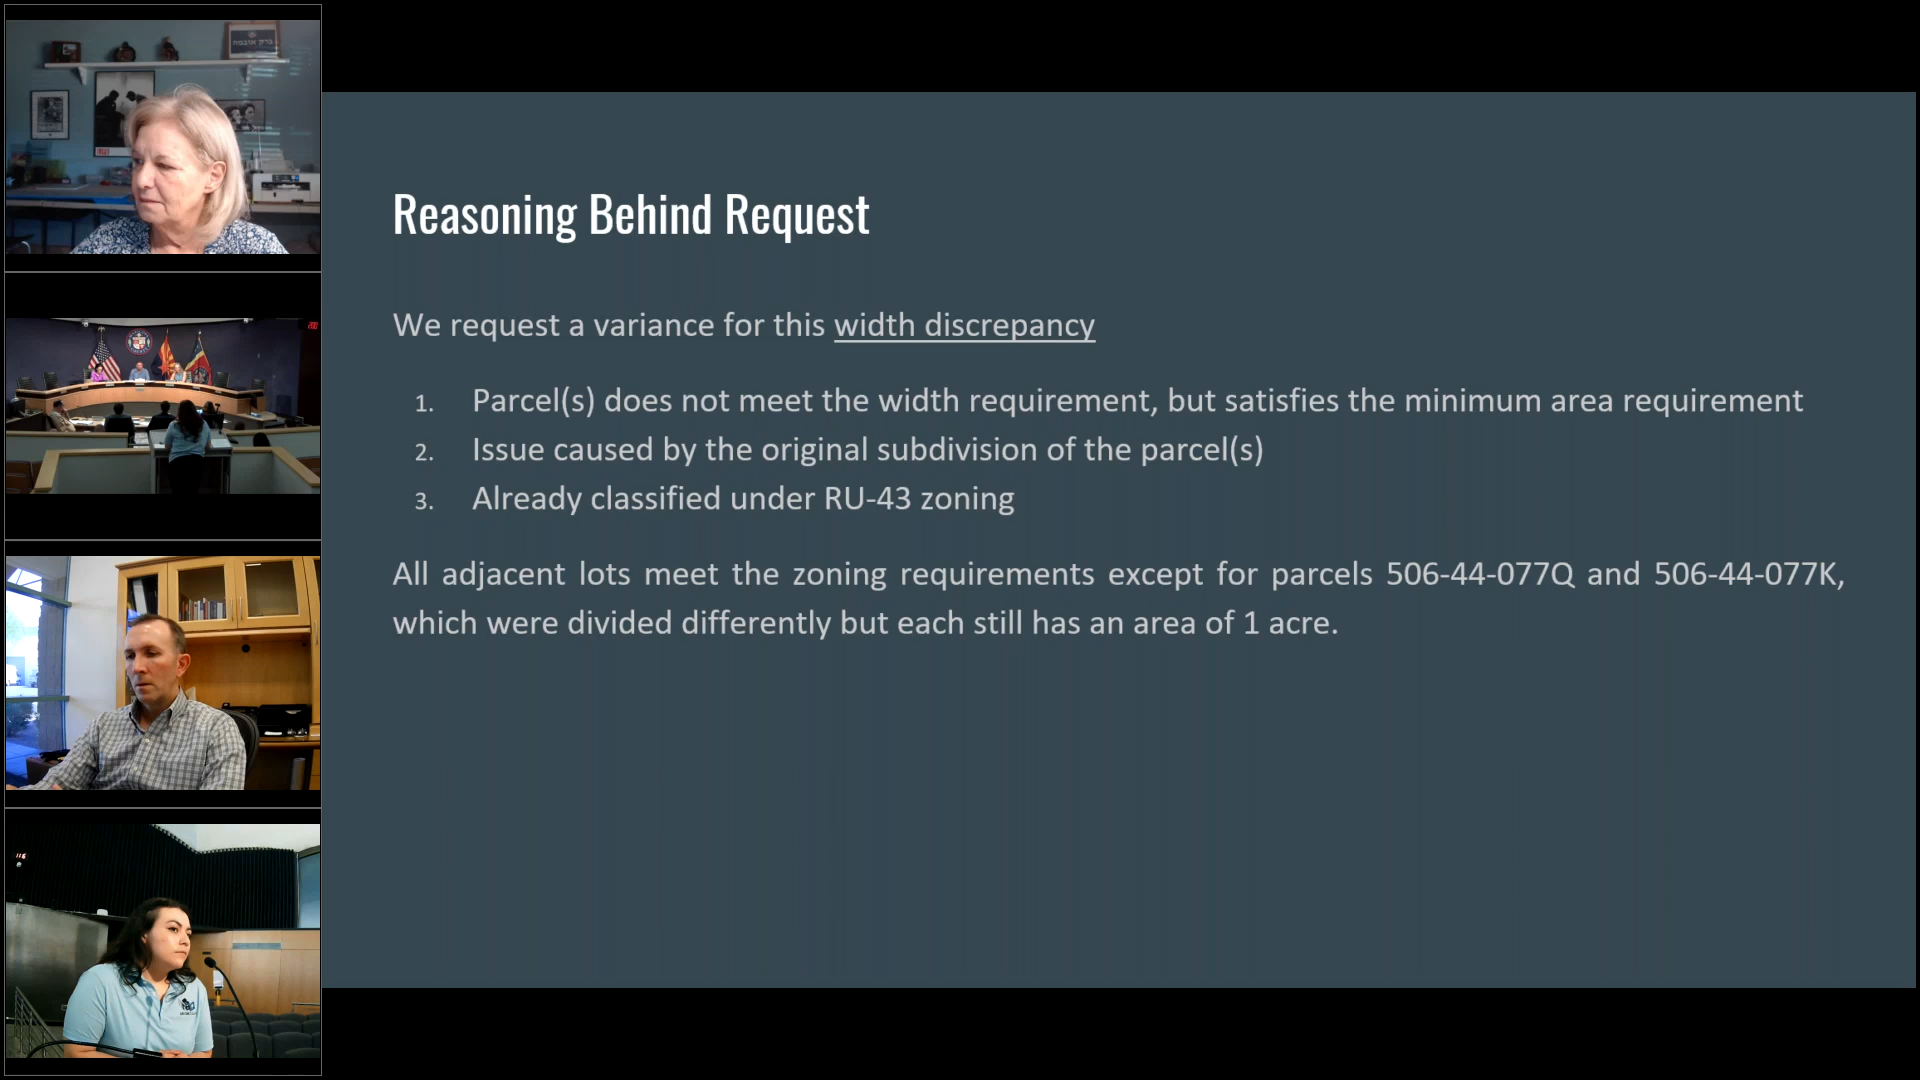 ברק אובמה
Reasoning Behind Request
We request a variance for this width discrepancy
1. Parcel(s) does not meet the width requirement, but satisfies the minimum area requirement
2. Issue caused by the original subdivision of the parcel(s)
3. Already classified under RU-43 zoning
All adjacent lots meet the zoning requirements except for parcels 506-44-077Q and 506-44-077K,
which were divided differently but each still has an area of 1 acre.